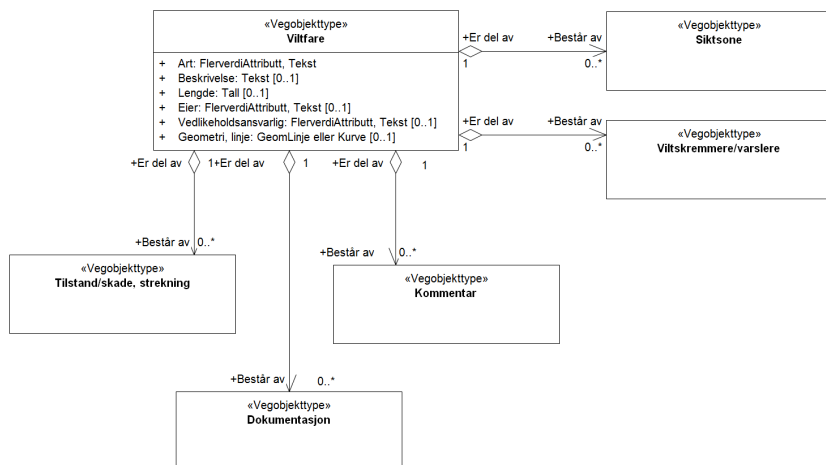 «Vegobjekttype»
Viltfare
+ Art: FlerverdiAttributt, Tekst
+ Beskrivelse: Tekst [0..1]
+ Lengde: Tall [0..1]
+ Eier: FlerverdiAttributt, Tekst [0..1]
+ Vedlikeholdsansvarlig: FlerverdiAttributt, Tekst [0..1]
+ Geometri, linje: GeomLinje eller Kurve [0..1]
+Er del av
1
+Består av
0..*
«Vegobjekttype»
Siktsone
+Er del av
1
+Består av
0..*
«Vegobjekttype»
Viltskremmere/varslere
+Er del av
1
+Er del av
1
+Er del av
1
+Består av
0..*
+Består av
0..*
«Vegobjekttype»
Tilstand/skade, strekning
«Vegobjekttype»
Kommentar
+Består av
0..*
«Vegobjekttype»
Dokumentasjon